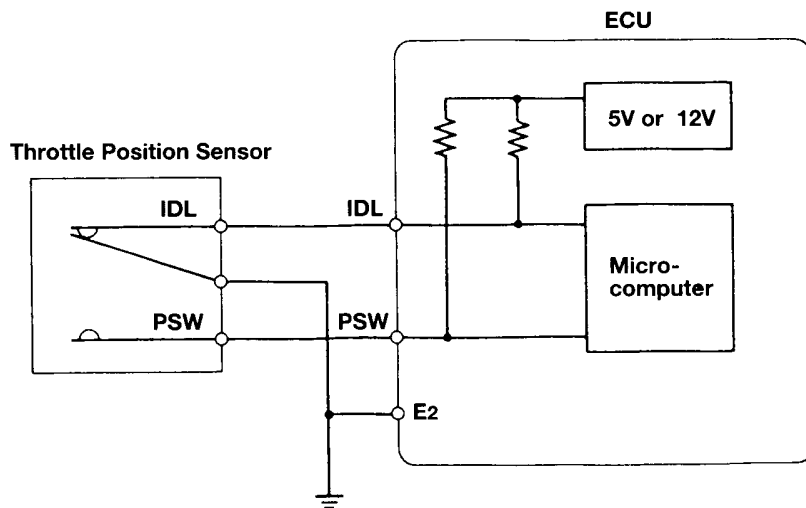 ECU
5V or 12V
Throttle Position Sensor
IDL
IDL
Micro-
computer
PSW
PSW
E2